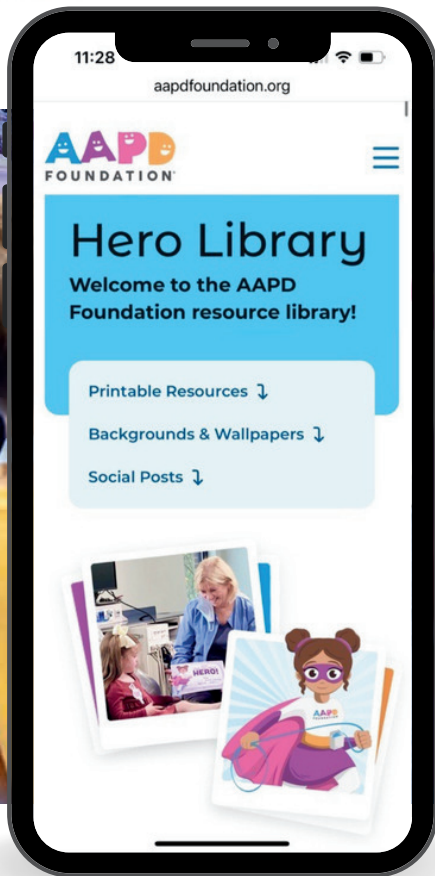 11:28
aapdfoundation.org
AAPD
FOUNDATION
Hero Library
Welcome to the AAPD
Foundation resource library!
Printable Resources
Backgrounds & Wallpapers
Social Posts
HERO!
AAPD
FOUNDATION